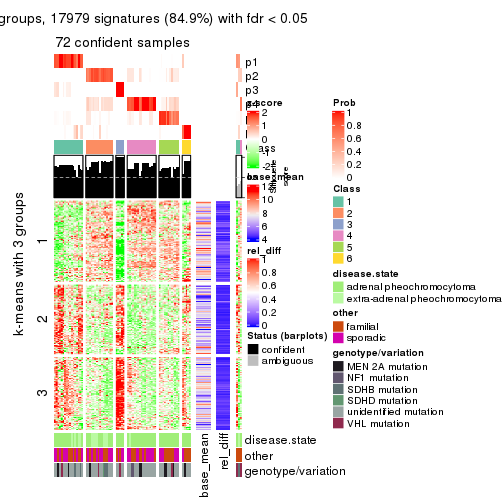 groups, 17979 signatures (84.9%) with fdr < 0.05
72 confident samples
p1
p2
p3
z-score
2
1
0
-1
-2
base_mean
12
10
8
6
4
rel_diff
1
0.8
0.6
0.4
0.2
0
Status (barplots)
confident
ambiguous
Prob
1
0.8
0.6
0.4
0.2
0
Class
1
2
3
4
5
6
disease.state
adrenal pheochromocytoma
extra-adrenal pheochromocytoma
other
familial
sporadic
genotype/variation
MEN 2A mutation
NF1 mutation
SDHB mutation
SDHD mutation
unidentified mutation
VHL mutation
k-means with 3 groups
1
2
3
base_mean
rel_diff
disease.state
other
genotype/variation